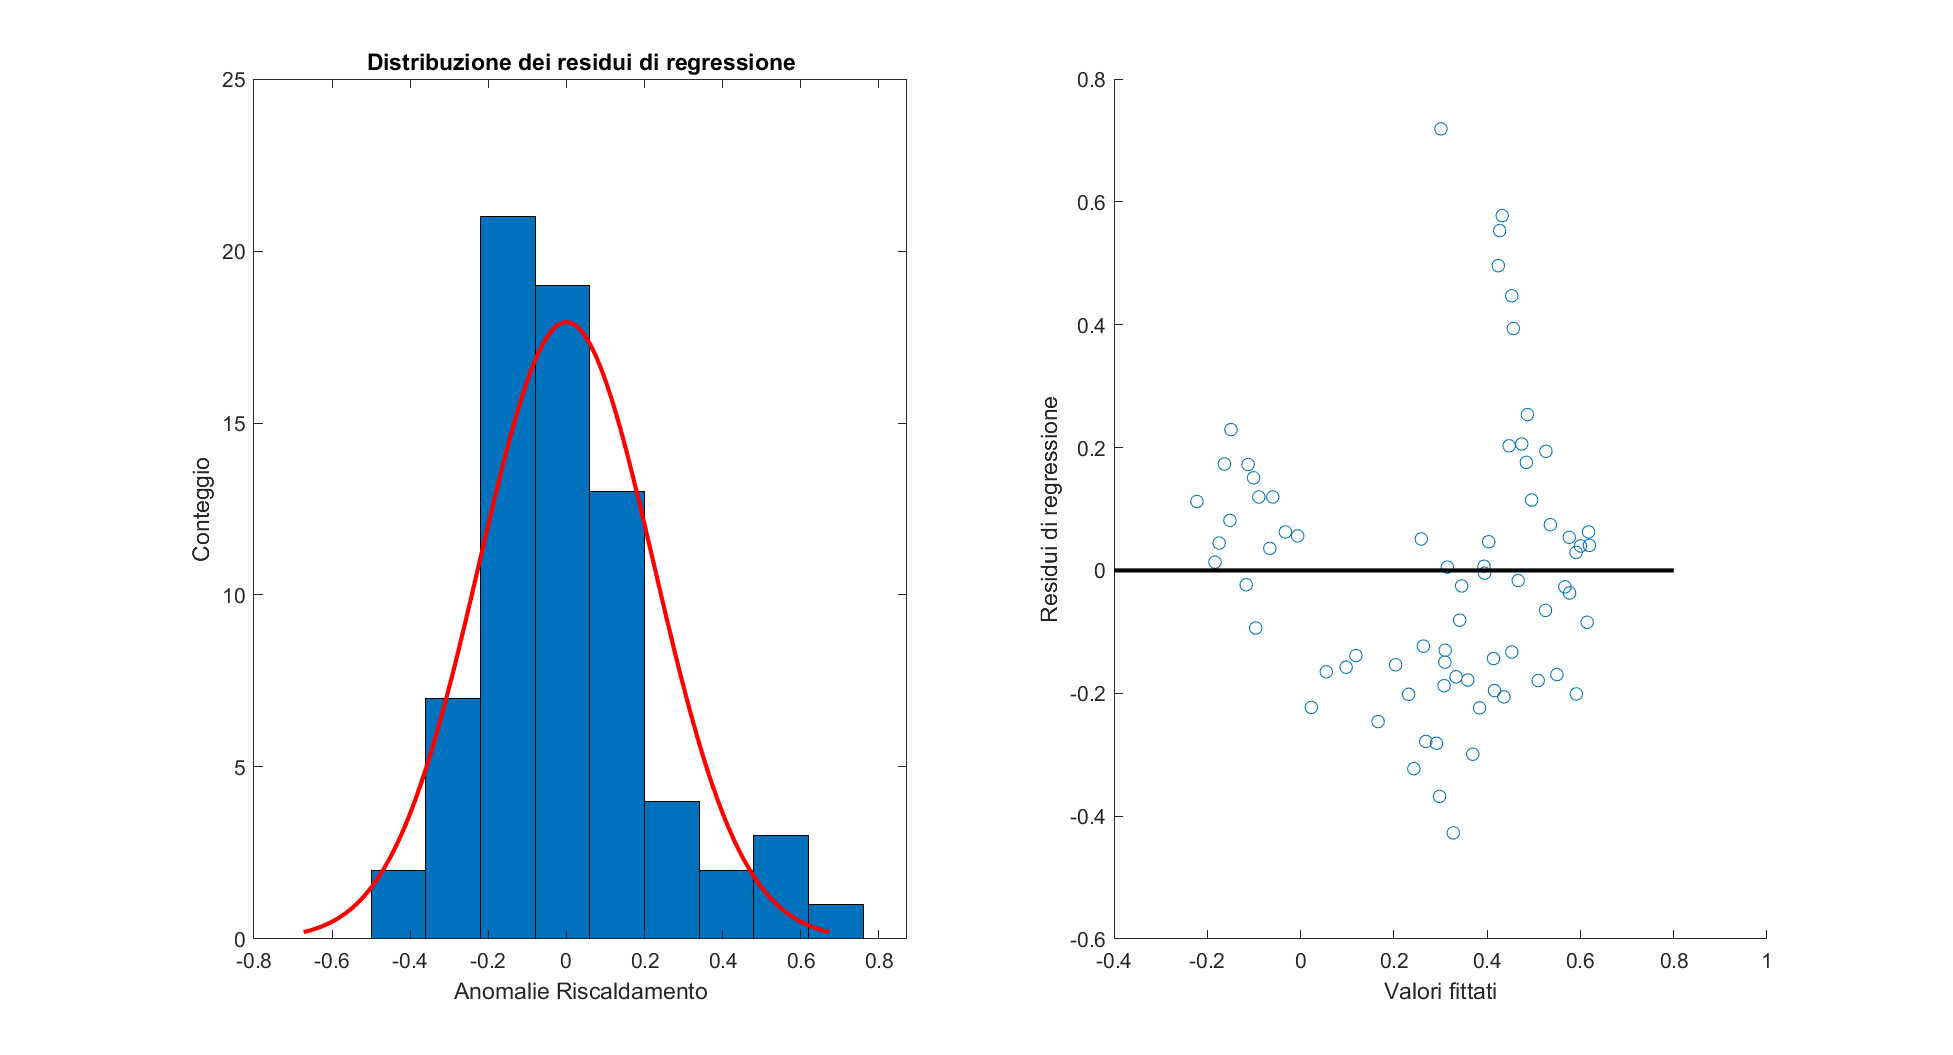 Distribuzione dei residui di regressione
25
20
15
10
5
0
Conteggio
-0.8 -0.6 -0.4 -0.2 0 0.2 0.4 0.6 0.8
Anomalie Riscaldamento
0.8
0.6
0.4
0.2
0
-0.2
-0.4
-0.6
Residui di regressione
-0.4 -0.2 0 0.2 0.4 0.6 0.8 1
Valori fittati